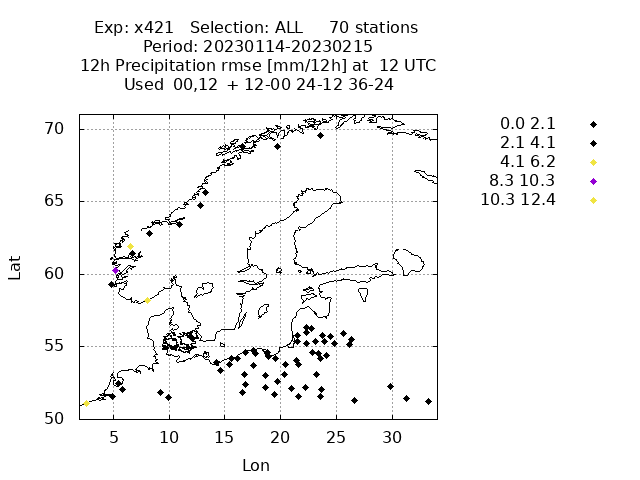 Exp: x421 Selection: ALL 70 stations
Period: 20230114-20230215
12h Precipitation rmse [mm/12h] at 12 UTC
Used 00,12 + 12-00 24-12 36-24
70
65
60
55
50
Lat
5 10 15 20 25 30
Lon
0.0 2.1
2.1 4.1
4.1 6.2
8.3 10.3
10.3 12.4